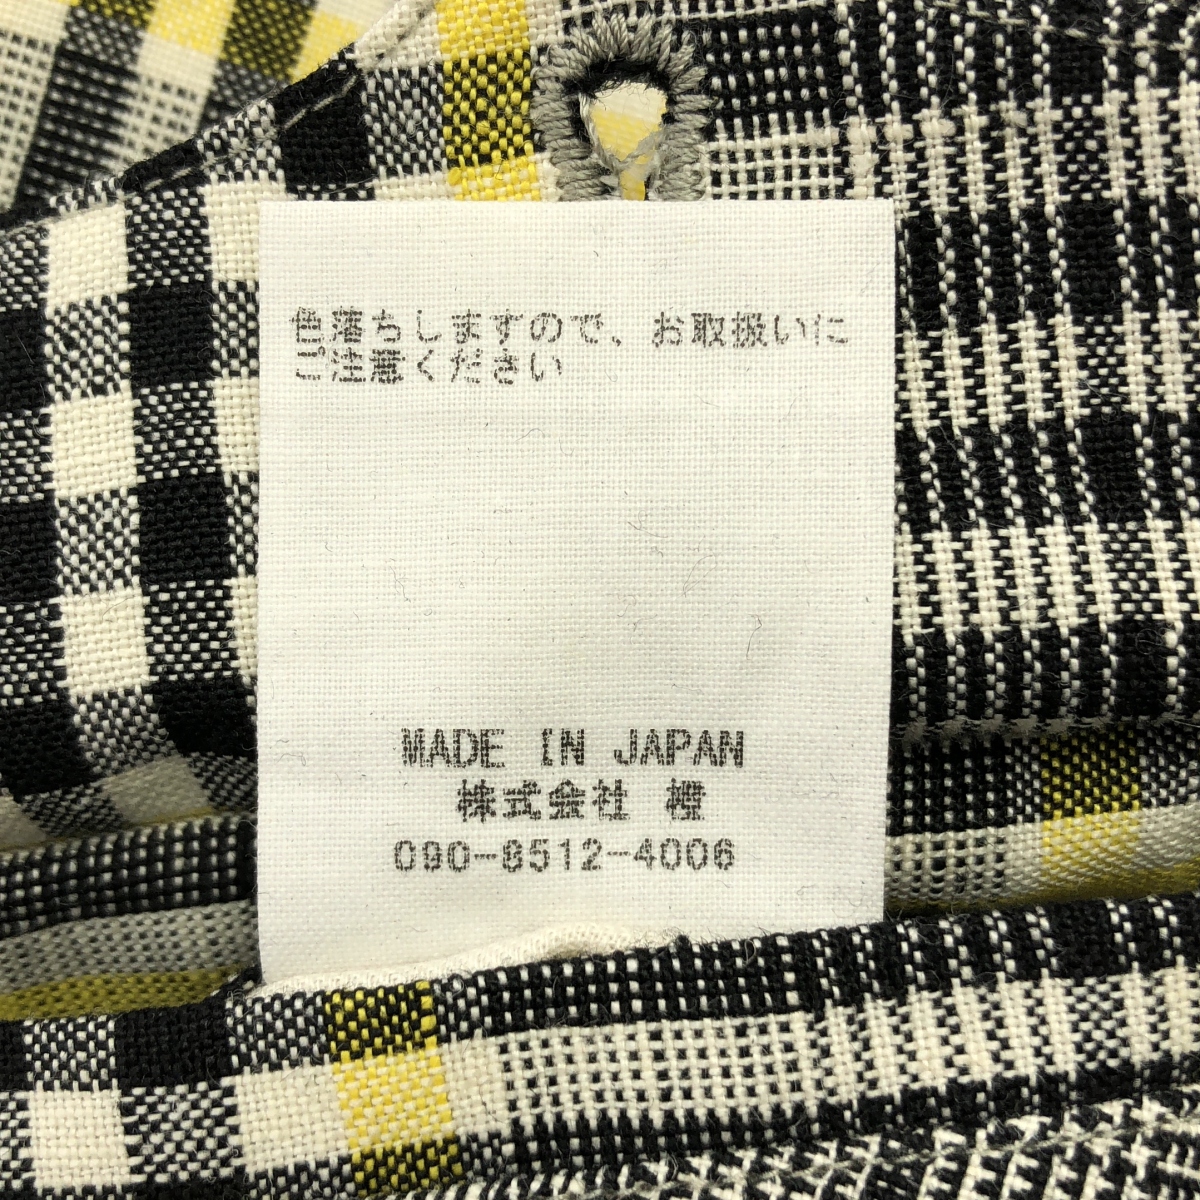 色落ちしますので、お取扱いに
ご注意ください
MADE IN JAPAN
株式会社 橙
090-8512-4006